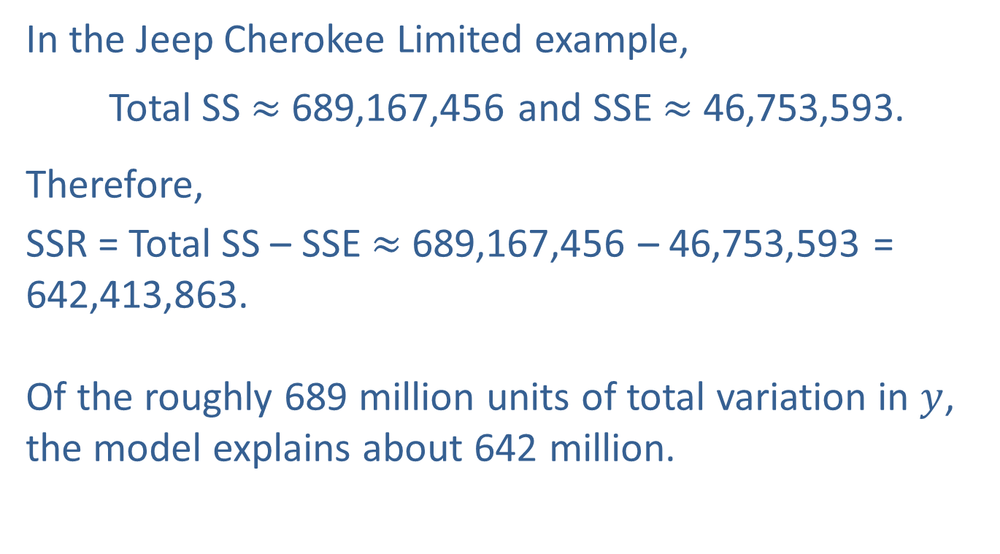 In the Jeep Cherokee Limited example,
Total SS ≈ 689,167,456 and SSE ≈ 46,753,593.
Therefore,
SSR = Total SS – SSE ≈ 689,167,456 – 46,753,593 =
642,413,863.
Of the roughly 689 million units of total variation in 𝑦,
the model explains about 642 million.